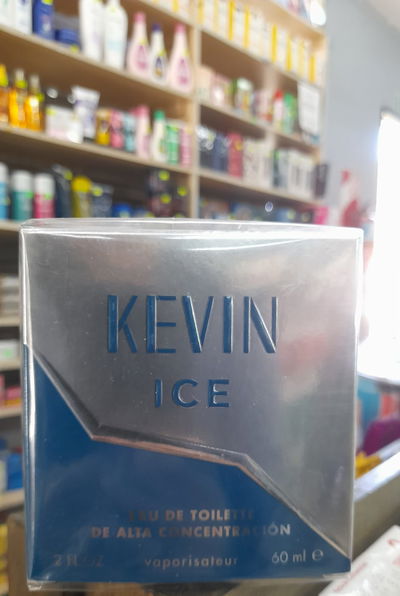 KEVIN
ICE
EAU DE TOILETTE
DE ALTA CONCENTRACIÓN
2 FL OZ vaporisateur 60 ml e